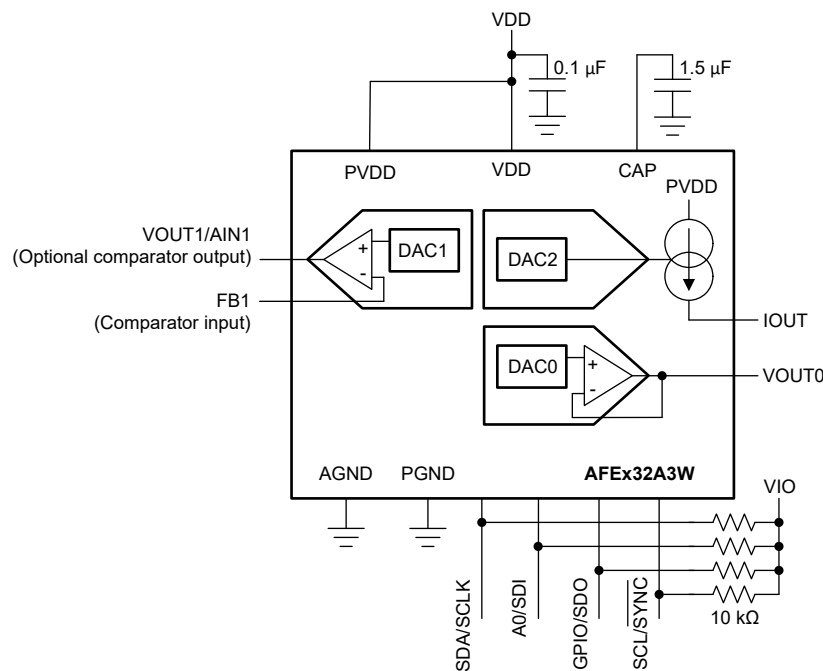 VDD
0.1 µF
1.5 µF
PVDD
VDD
CAP
PVDD
VOUT1/AIN1
(Optional comparator output)
+
-
DAC1
DAC2
FB1
(Comparator input)
IOUT
DAC0
+
-
VOUT0
AGND
PGND
AFEx32A3W
VIO
SDA/SCLK
A0/SDI
GPIO/SDO
SCL/SYNC
10 kΩ